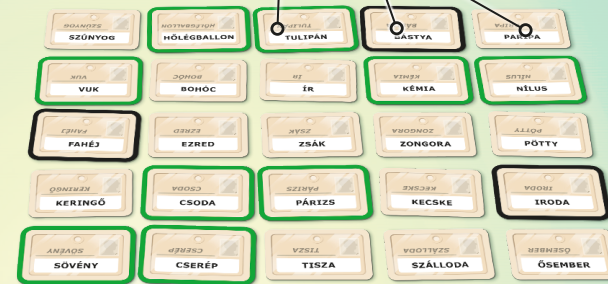 SZÚNYOG HŐLÉGBALLON TULIPÁN BÁSTYA PARIPA
VUK BOHÓC ÍR KÉMIA NÍLUS
FAHÉJ EZRED ZSÁK ZONGORA PÖTTY
KERINGŐ CSODA PÁRIZS KECSKE IRODA
SÖVÉNY CSERÉP TISZA SZÁLLODA ŐSEMBER